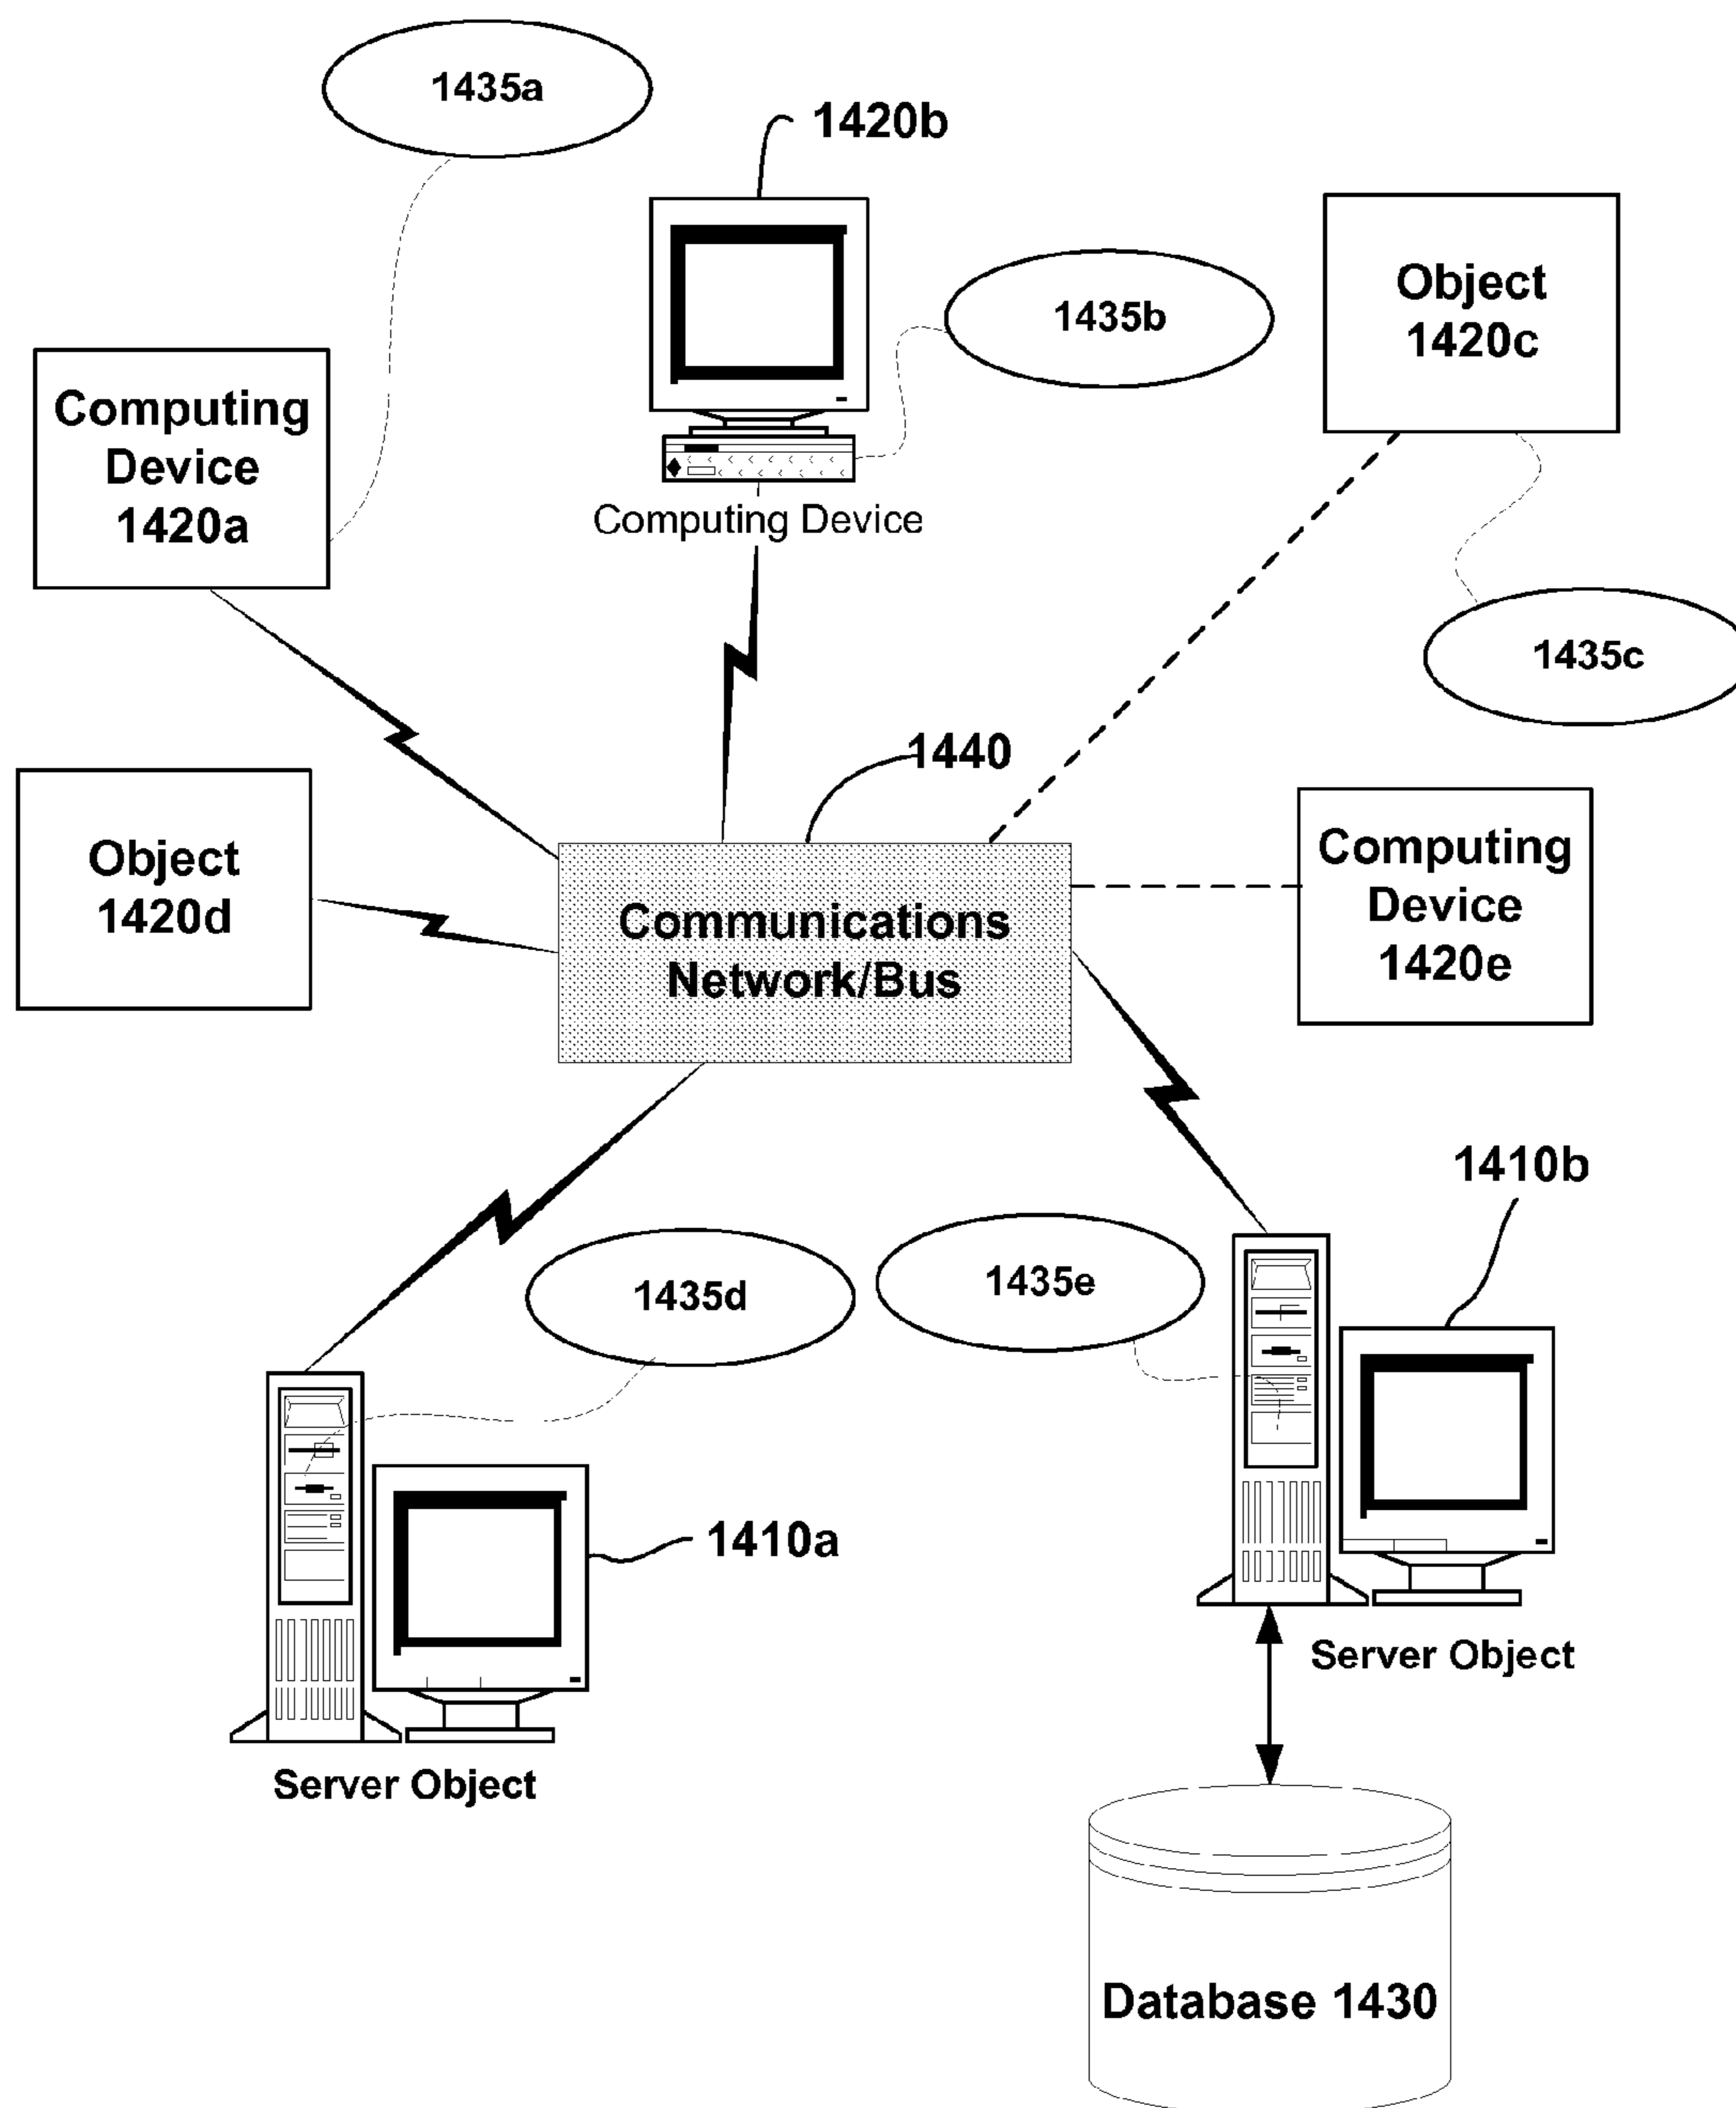 1435a
1420b
1435b
Object
1420c
Computing
Device
1420a
Computing Device
1435c
1440
Object
1420d
Communications
Network/Bus
Computing
Device
1420e
1410b
1435d
1435e
1410a
Server Object
Server Object
Database 1430